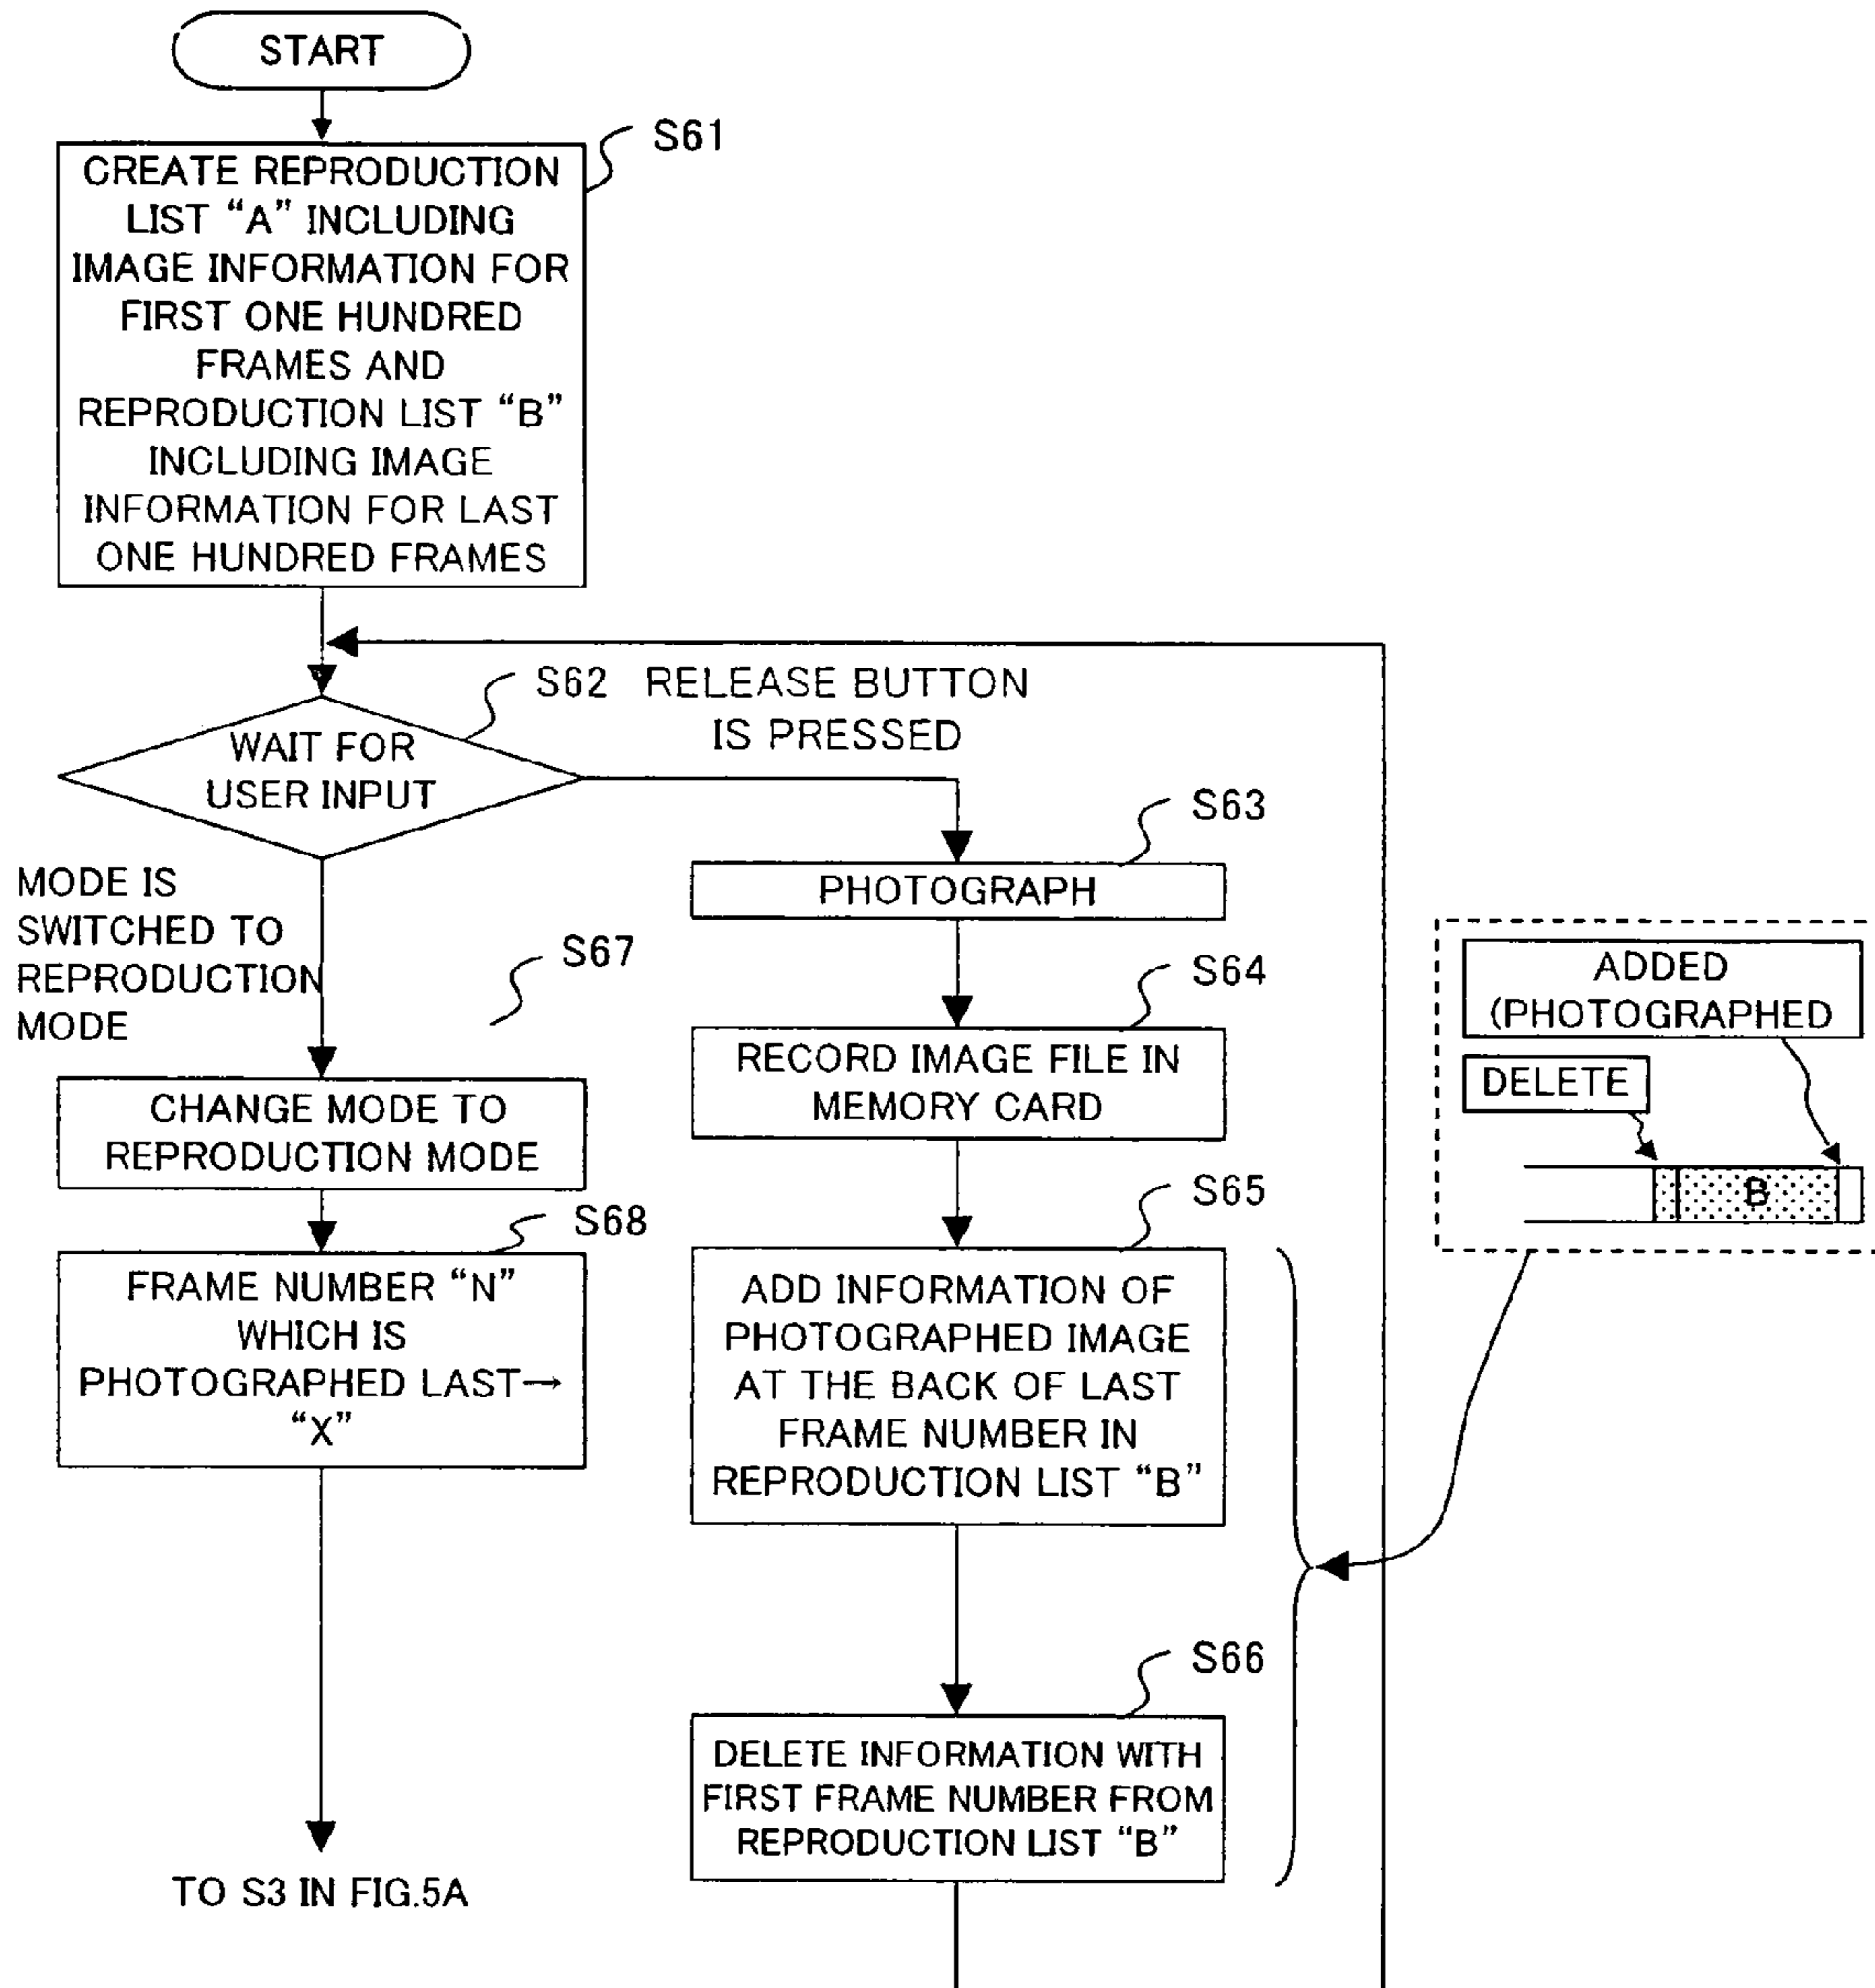 START
S61
CREATE REPRODUCTION
LIST “A” INCLUDING
IMAGE INFORMATION FOR
FIRST ONE HUNDRED
FRAMES AND
REPRODUCTION LIST “B”
INCLUDING IMAGE
INFORMATION FOR LAST
ONE HUNDRED FRAMES
S62 RELEASE BUTTON
IS PRESSED
WAIT FOR
USER INPUT
S63
PHOTOGRAPH
MODE IS
SWITCHED TO
REPRODUCTION
MODE
S67
S64
RECORD IMAGE FILE IN
MEMORY CARD
ADDED
(PHOTOGRAPHED
DELETE
B
CHANGE MODE TO
REPRODUCTION MODE
S65
S68
FRAME NUMBER “N”
WHICH IS
PHOTOGRAPHED LAST→
“X”
ADD INFORMATION OF
PHOTOGRAPHED IMAGE
AT THE BACK OF LAST
FRAME NUMBER IN
REPRODUCTION LIST “B”
S66
DELETE INFORMATION WITH
FIRST FRAME NUMBER FROM
REPRODUCTION LIST “B”
TO S3 IN FIG.5A